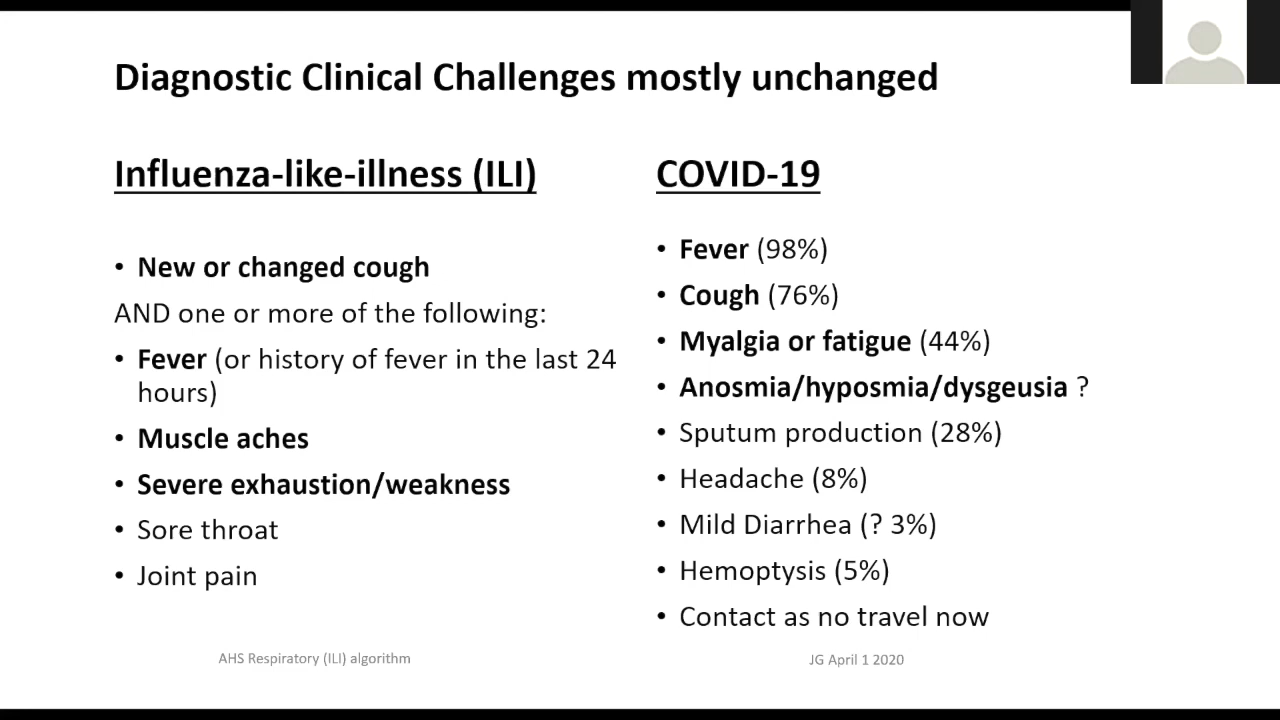 Diagnostic Clinical Challenges mostly unchanged
Influenza-like-illness (ILI)
• New or changed cough
AND one or more of the following:
• Fever (or history of fever in the last 24
hours)
• Muscle aches
• Severe exhaustion/weakness
• Sore throat
• Joint pain
AHS Respiratory (ILI) algorithm
COVID-19
• Fever (98%)
• Cough (76%)
• Myalgia or fatigue (44%)
• Anosmia/hyposmia/dysgeusia ?
• Sputum production (28%)
• Headache (8%)
• Mild Diarrhea (? 3%)
• Hemoptysis (5%)
• Contact as no travel now
JG April 1 2020